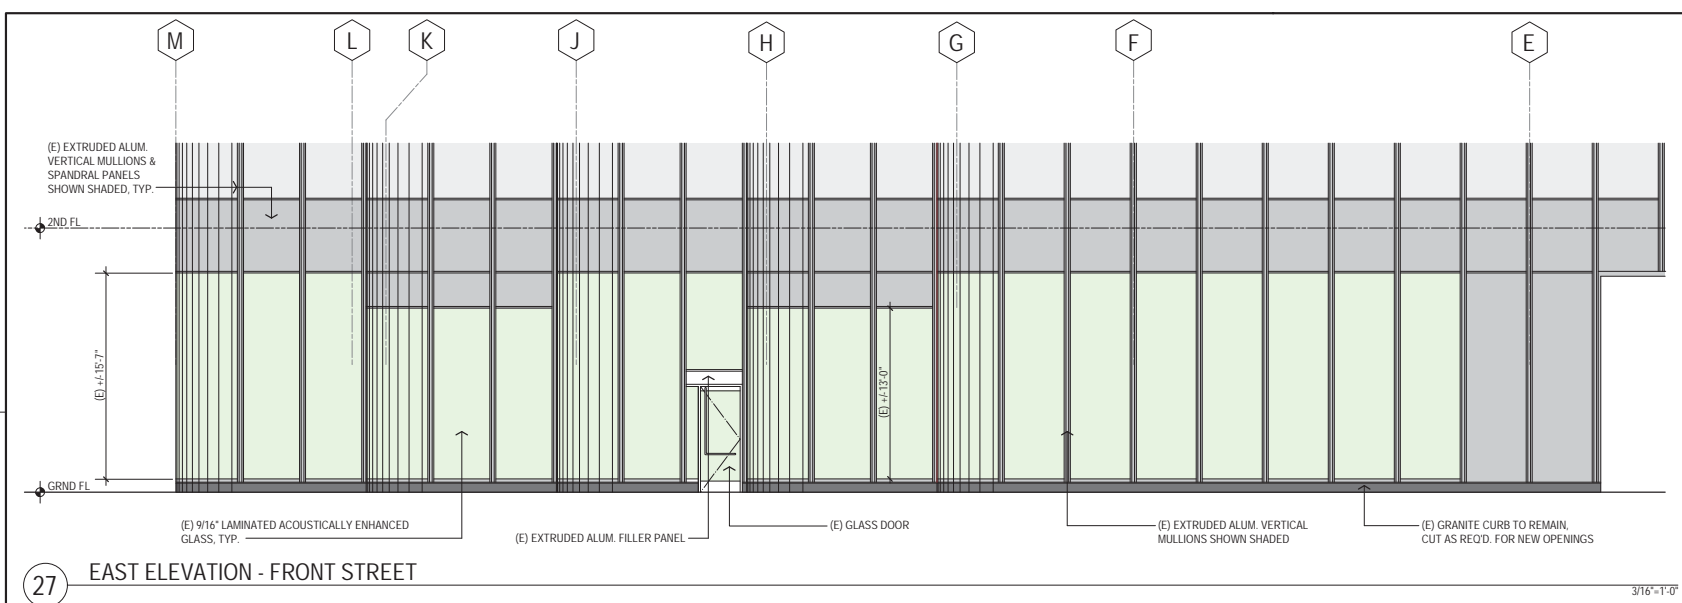 M
L
K
J
H
G
F
E
(E) EXTRUDED ALUM.
VERTICAL MULLIONS &
SPANDRAL PANELS
SHOWN SHADED, TYP.
2ND FL
(E) +/-15'-7"
(E) +/-13'-0"
GRND FL
(E) 9/16" LAMINATED ACOUSTICALLY ENHANCED
GLASS, TYP.
(E) EXTRUDED ALUM. FILLER PANEL
(E) GLASS DOOR
(E) EXTRUDED ALUM. VERTICAL
MULLIONS SHOWN SHADED
(E) GRANITE CURB TO REMAIN,
CUT AS REQ'D. FOR NEW OPENINGS
27
EAST ELEVATION - FRONT STREET
3/16"=1'-0"